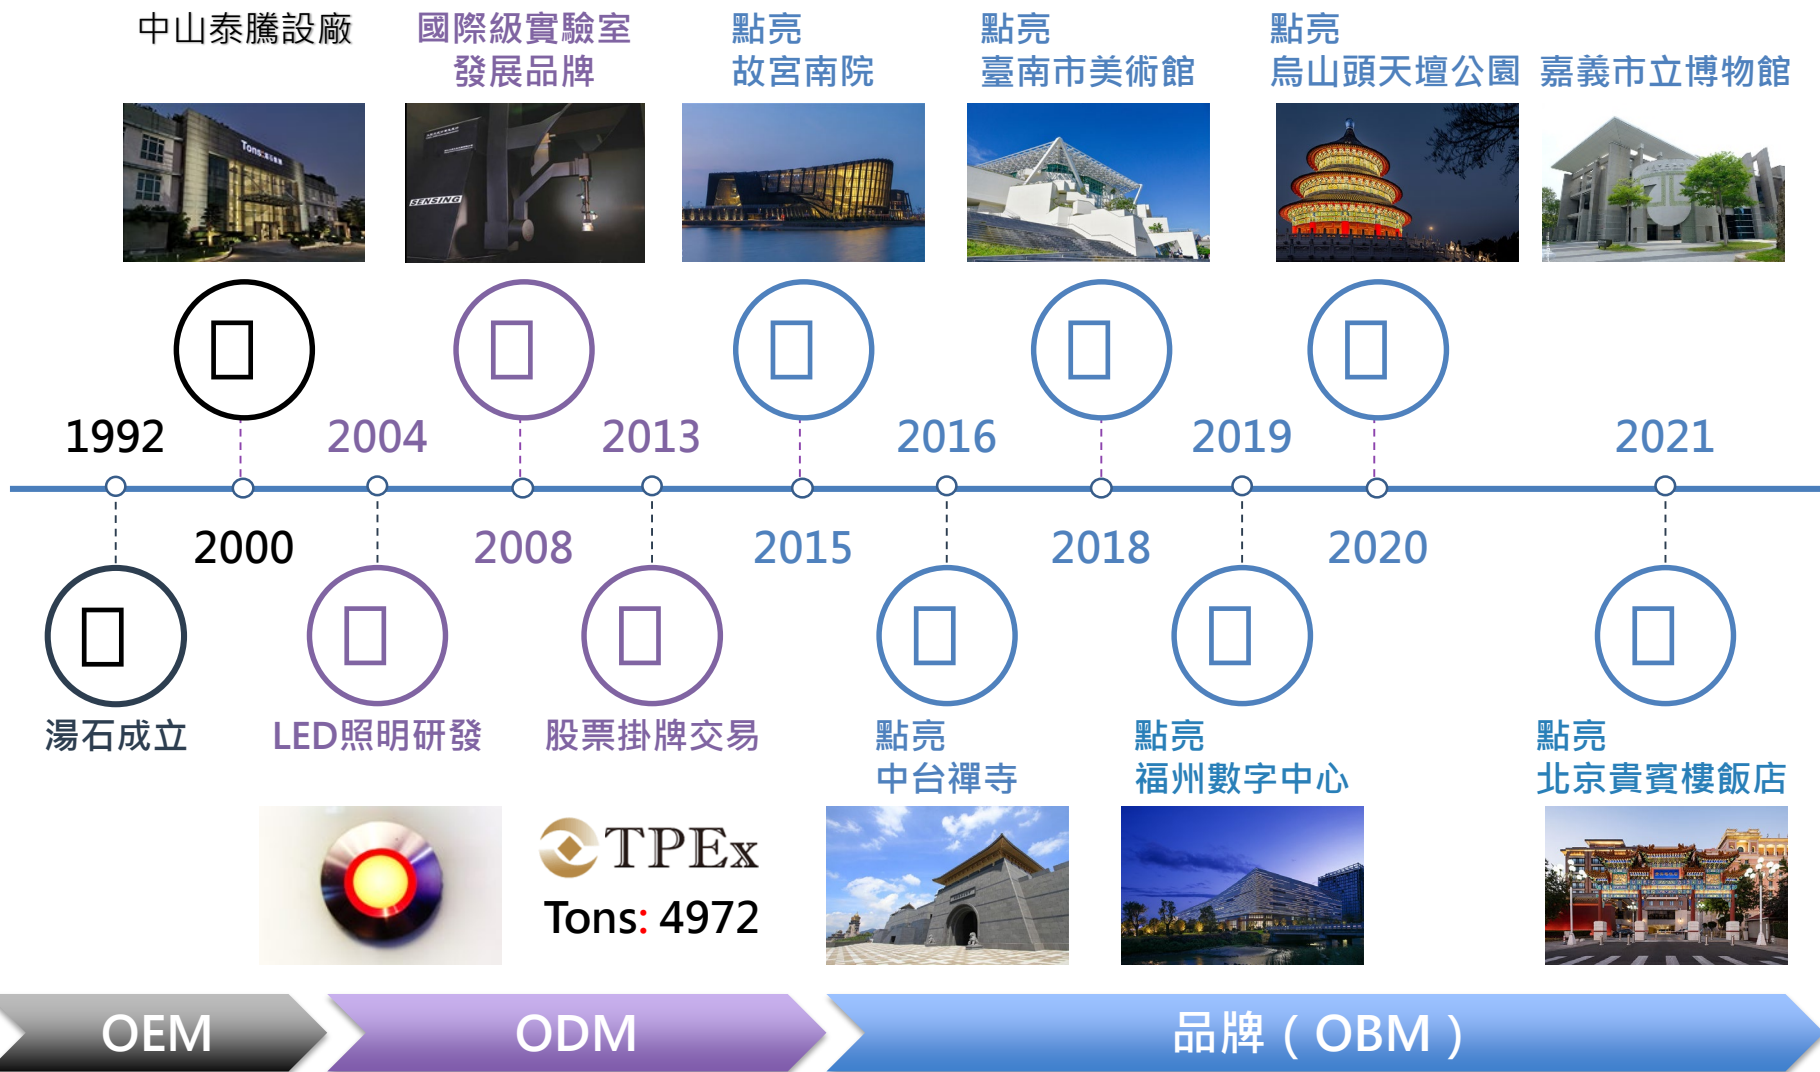 中山泰騰設廠
國際級實驗室
發展品牌
點亮
故宮南院
點亮
臺南市美術館
點亮
烏山頭天壇公園
嘉義市立博物館
Tons:
SENSING
1992
2004
2013
2016
2019
2021
2000
2008
2015
2018
2020
湯石成立
LED照明研發
股票掛牌交易
點亮
中台禪寺
點亮
福州數字中心
點亮
北京貴賓樓飯店
TPEx
Tons: 4972
OEM
ODM
品牌（OBM）